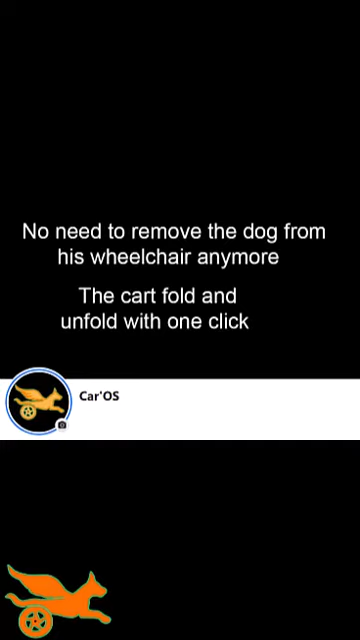 No need to remove the dog from
his wheelchair anymore
The cart fold and
unfold with one click
Car'OS